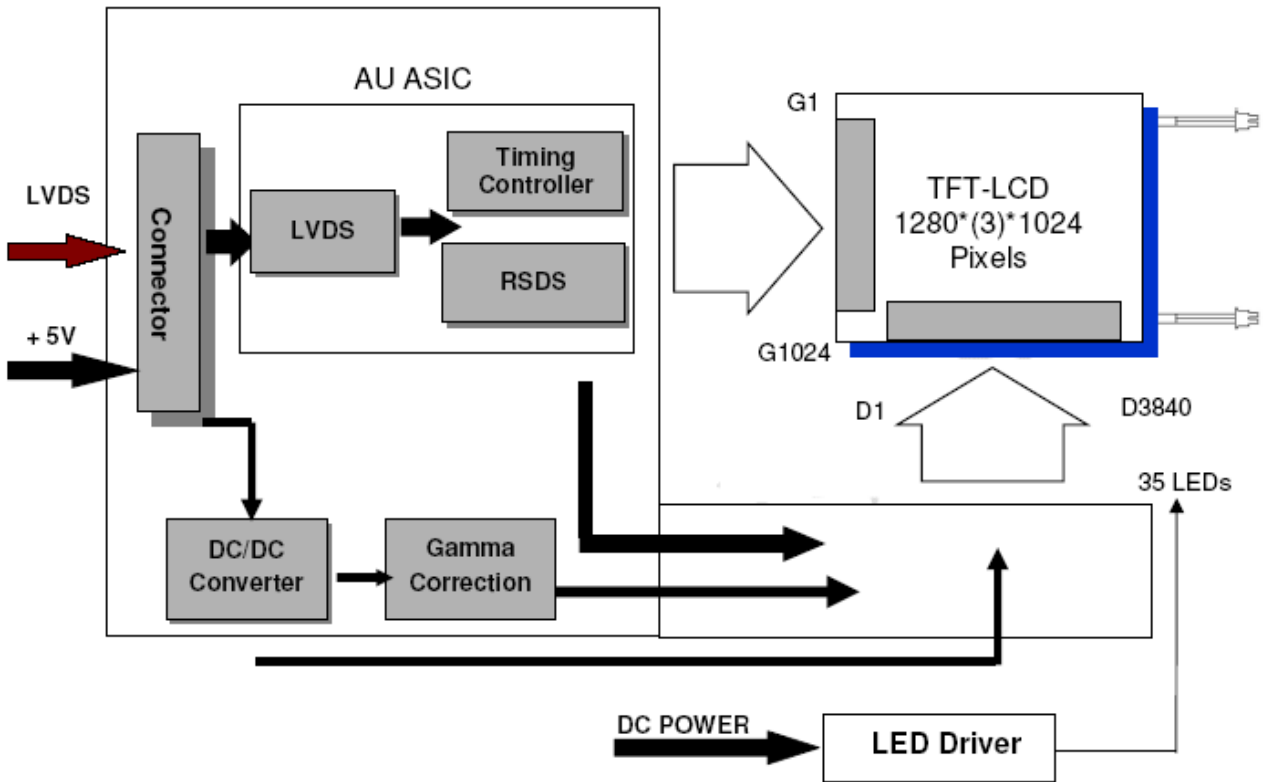 AU ASIC
G1
Timing
Controller
LVDS
Connector
LVDS
TFT-LCD
1280*(3)*1024
Pixels
RSDS
+ 5V
G1024
D1
D3840
35 LEDs
DC/DC
Converter
Gamma
Correction
DC POWER
LED Driver